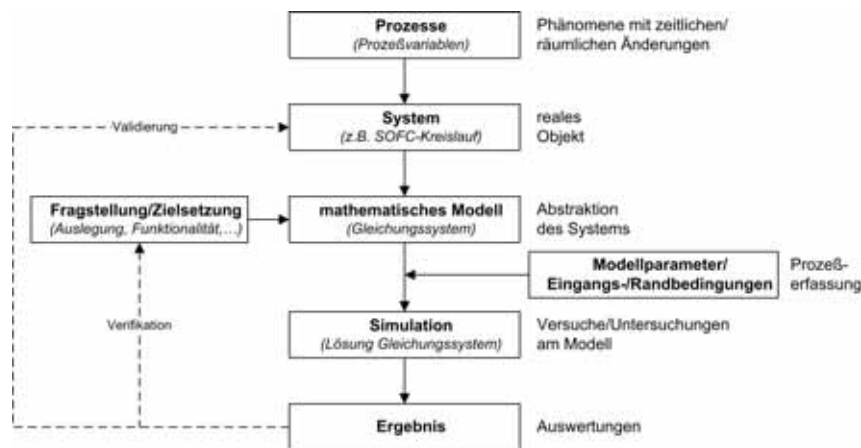 Prozesse
(Prozeßvariablen)
Phänomene mit zeitlichen/
räumlichen Änderungen
Validierung
System
(z.B. SOFC-Kreislauf)
reales
Objekt
Fragstellung/Zielsetzung
(Auslegung, Funktionalität,…)
mathematisches Modell
(Gleichungssystem)
Abstraktion
des Systems
Modellparameter/
Eingangs-/Randbedingungen
Prozeß-
erfassung
Verifikation
Simulation
(Lösung Gleichungssystem)
Versuche/Untersuchungen
am Modell
Ergebnis
Auswertungen